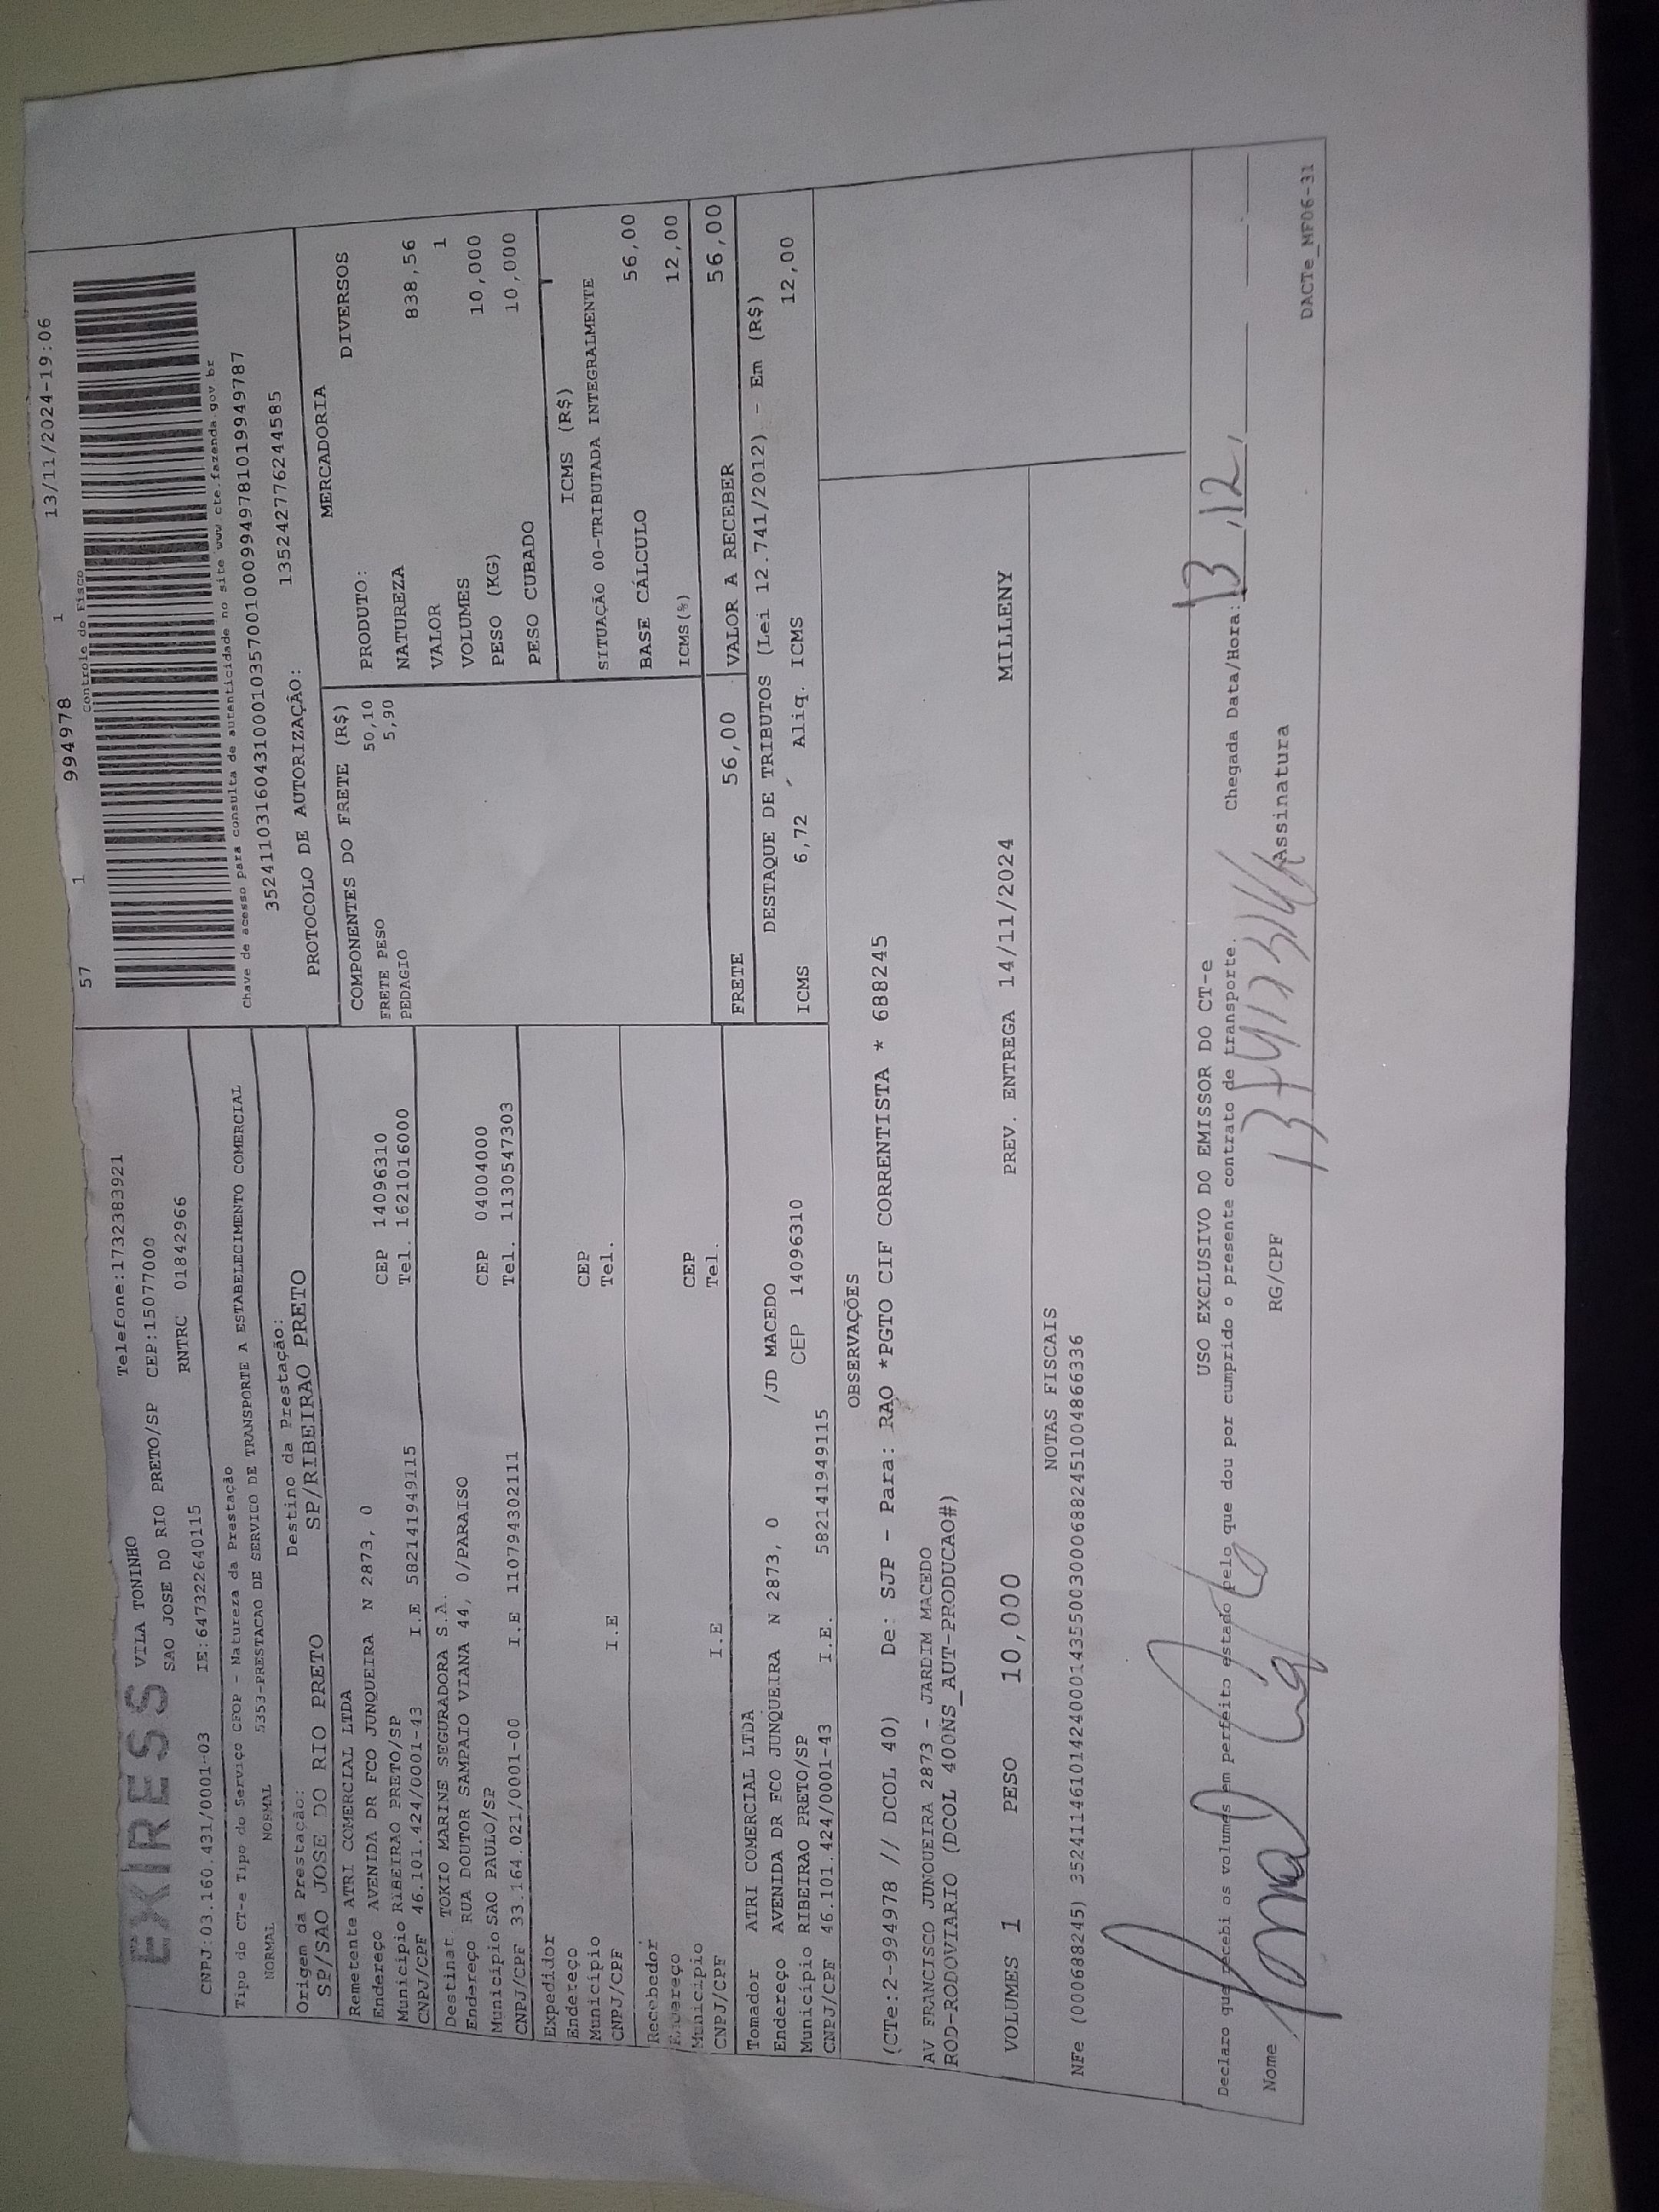 57 1 994978 1 13/11/2024-19:06
Controle do Fisco
EXPRESS VILA TONINHO Telefone:1732383921
SAO JOSE DO RIO PRETO/SP CEP:15077000
CNPJ:03.160.431/0001-03 IE:647322640115 RNTRC 01842966
Chave de acesso para consulta de autenticidade no site www.cte.fazenda.gov.br
35241103160431000103570010009949781019949787
PROTOCOLO DE AUTORIZAÇÃO: 135242776244585
Tipo do CT-e Tipo do Serviço CFOP - Natureza da Prestação
NORMAL NORMAL 5353-PRESTACAO DE SERVICO DE TRANSPORTE A ESTABELECIMENTO COMERCIAL
Origem da Prestação: Destino da Prestação:
SP/SAO JOSE DO RIO PRETO SP/RIBEIRAO PRETO
Remetente ATRI COMERCIAL LTDA
Endereço AVENIDA DR FCO JUNQUEIRA N 2873, 0 CEP 14096310
Município RIBEIRAO PRETO/SP Tel. 1621016000
CNPJ/CPF 46.101.424/0001-43 I.E 582141949115
Destinat. TOKIO MARINE SEGURADORA S.A.
Endereço RUA DOUTOR SAMPAIO VIANA 44, 0/PARAISO CEP 04004000
Município SAO PAULO/SP Tel. 1130547303
CNPJ/CPF 33.164.021/0001-00 I.E 110794302111
Expedidor
Endereço CEP
Município Tel.
CNPJ/CPF I.E
Recebedor
Endereço CEP
Município Tel.
CNPJ/CPF I.E
Tomador ATRI COMERCIAL LTDA
Endereço AVENIDA DR FCO JUNQUEIRA N 2873, 0 /JD MACEDO
Município RIBEIRAO PRETO/SP CEP 14096310
CNPJ/CPF 46.101.424/0001-43 I.E. 582141949115
COMPONENTES DO FRETE (R$)
FRETE PESO 50,10
PEDAGIO 5,90
MERCADORIA
PRODUTO: DIVERSOS
NATUREZA
VALOR 838,56
VOLUMES 1
PESO (KG) 10,000
PESO CUBADO 10,000
ICMS (R$)
SITUAÇÃO 00-TRIBUTADA INTEGRALMENTE
BASE CÁLCULO 56,00
ICMS(%) 12,00
FRETE 56,00 VALOR A RECEBER 56,00
DESTAQUE DE TRIBUTOS (Lei 12.741/2012) - Em (R$)
ICMS 6,72 Aliq. ICMS 12,00
OBSERVAÇÕES
(CTe:2-994978 // DCOL 40) De: SJP - Para: RAO *PGTO CIF CORRENTISTA * 688245
AV FRANCISCO JUNQUEIRA 2873 - JARDIM MACEDO
ROD-RODOVIARIO (DCOL 400NS_AUT-PRODUCAO#)
VOLUMES 1 PESO 10,000 PREV. ENTREGA 14/11/2024 MILLENY
NOTAS FISCAIS
NFe (000688245) 35241146101424000143550030006882451004866336
USO EXCLUSIVO DO EMISSOR DO CT-e
Declaro que recebi os volumes em perfeito estado pelo que dou por cumprido o presente contrato de transporte. Chegada Data/Hora: 13/12/
Nome RG/CPF Assinatura
DACTe_MF06-31